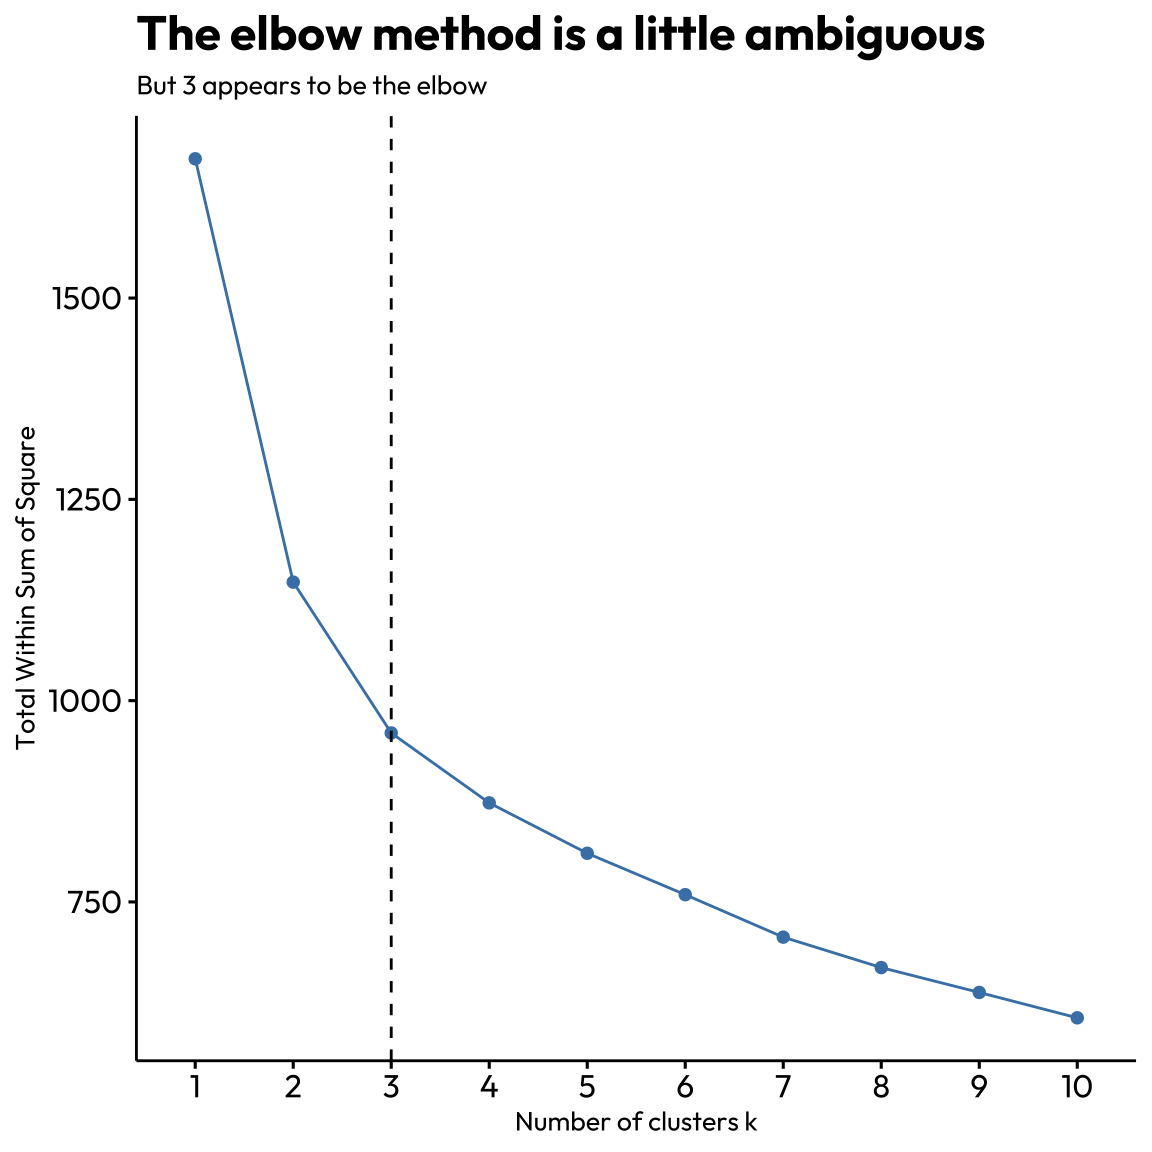 The elbow method is a little ambiguous
But 3 appears to be the elbow
1500
1250
1000
750
Total Within Sum of Square
1 2 3 4 5 6 7 8 9 10
Number of clusters k